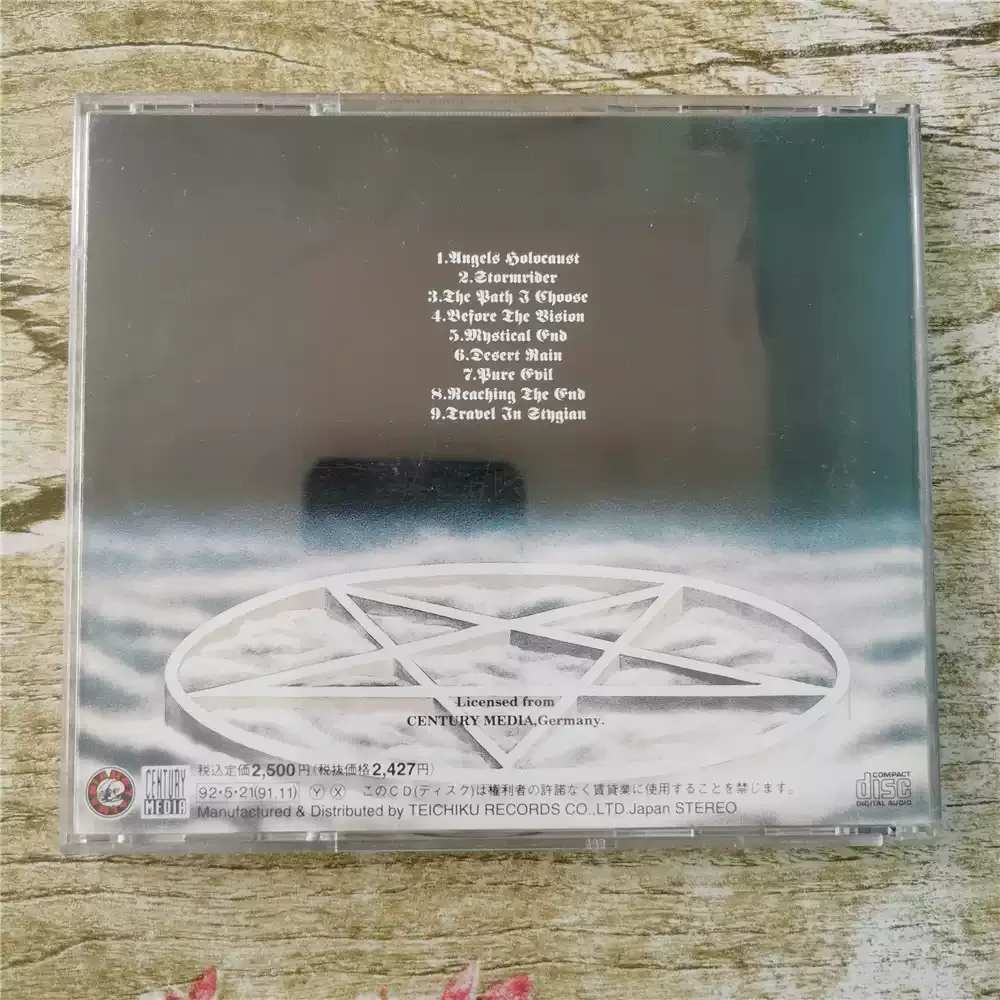 1.Angels Holocaust
2.Stormrider
3.The Path I Choose
4.Before The Vision
5.Mystical End
6.Desert Rain
7.Pure Evil
8.Reaching The End
9.Travel In Stygian
Licensed from
CENTURY MEDIA,Germany.
CENTURY
MEDIA
税込定価2,500円(税抜価格2,427円)
92・5・21(91.11) Ⓨ Ⓧ このCD(ディスク)は権利者の許諾なく賃貸業に使用することを禁じます。
Manufactured & Distributed by TEICHIKU RECORDS CO.,LTD.Japan STEREO
COMPACT
disc
DIGITAL AUDIO